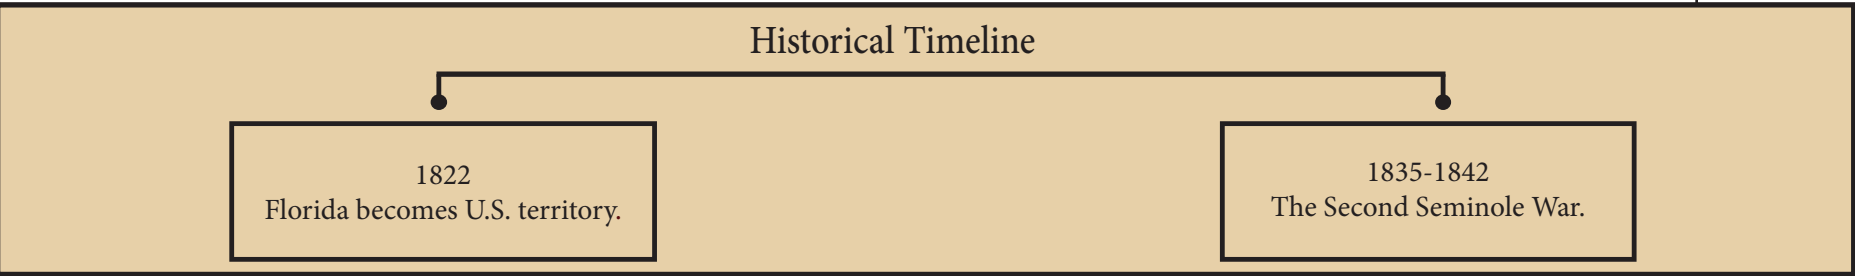 Historical Timeline
1822
Florida becomes U.S. territory.
1835-1842
The Second Seminole War.